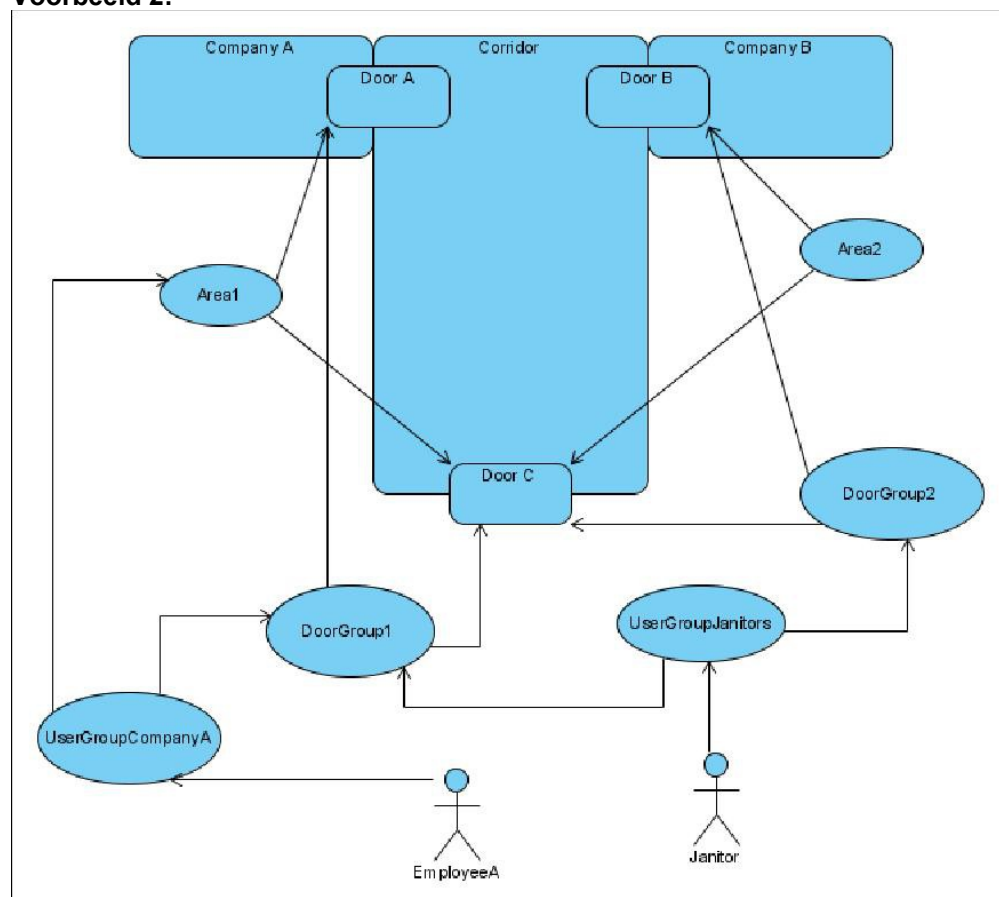 Voorbeeld 2:
Company A
Corridor
Company B
Door A
Door B
Area2
Area1
Door C
DoorGroup2
DoorGroup1
UserGroupJanitors
UserGroupCompanyA
Janitor
EmployeeA